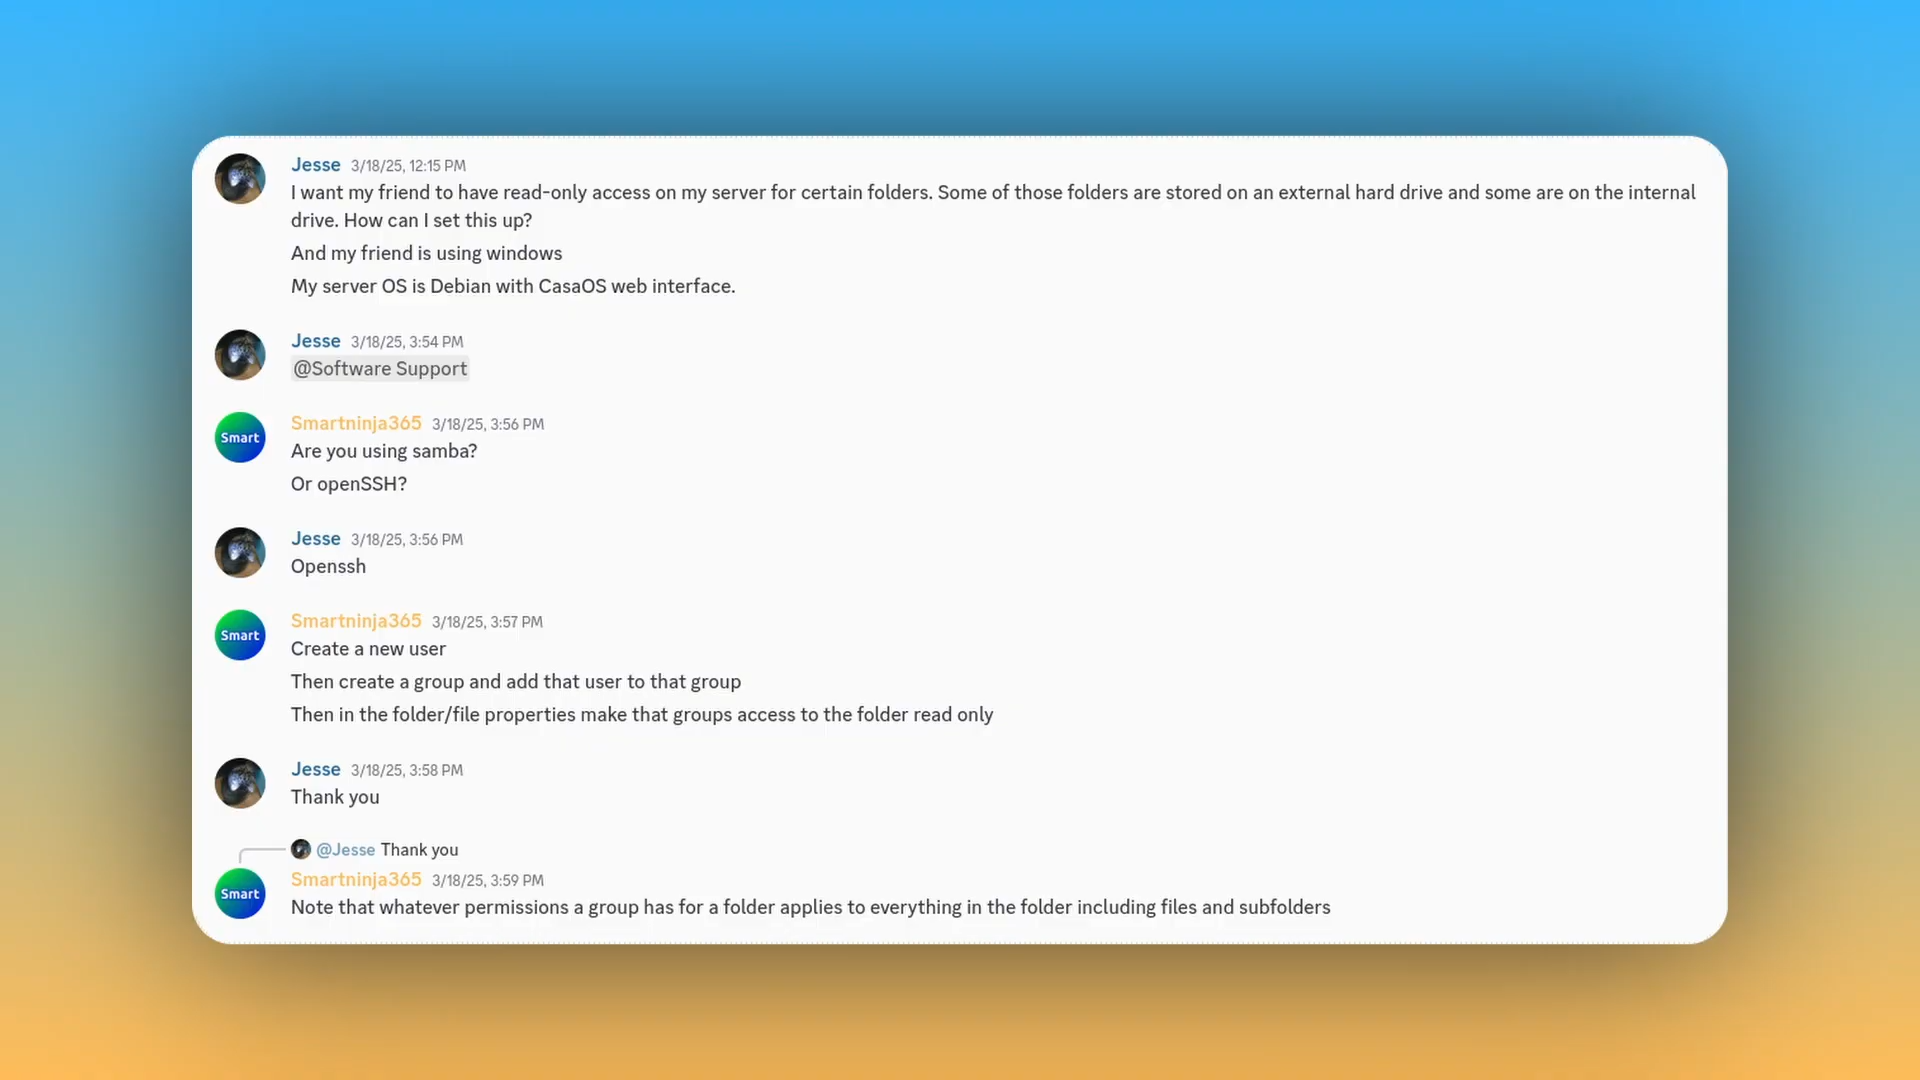 Jesse 3/18/25, 12:15 PM
I want my friend to have read-only access on my server for certain folders. Some of those folders are stored on an external hard drive and some are on the internal
drive. How can I set this up?
And my friend is using windows
My server OS is Debian with CasaOS web interface.
Jesse 3/18/25, 3:54 PM
@Software Support
Smart
Smartninja365 3/18/25, 3:56 PM
Are you using samba?
Or openSSH?
Jesse 3/18/25, 3:56 PM
Openssh
Smart
Smartninja365 3/18/25, 3:57 PM
Create a new user
Then create a group and add that user to that group
Then in the folder/file properties make that groups access to the folder read only
Jesse 3/18/25, 3:58 PM
Thank you
@Jesse Thank you
Smart
Smartninja365 3/18/25, 3:59 PM
Note that whatever permissions a group has for a folder applies to everything in the folder including files and subfolders